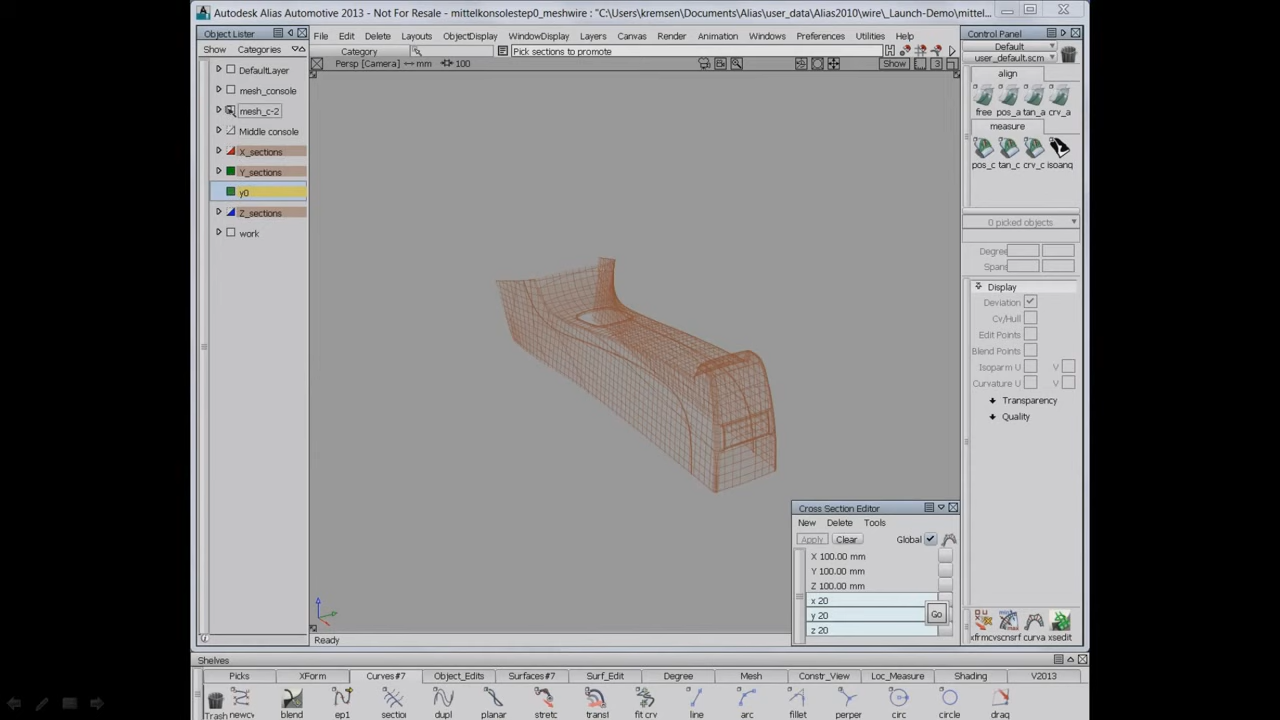 Autodesk Alias Automotive 2013 - Not For Resale - mittelkonsolestep0_meshwire : "C:\Users\kremsen\Documents\Alias\user_data\Alias2010\wire\_Launch-Demo\mittel...
Object Lister
Show Categories
DefaultLayer
mesh_console
mesh_c-2
Middle console
X_sections
Y_sections
y0
Z_sections
work
File Edit Delete Layouts ObjectDisplay WindowDisplay Layers Canvas Render Animation Windows Preferences Utilities Help
Category
Pick sections to promote
Persp [Camera] mm 100
Show 3
Control Panel
Default
user_default.scm
align
free pos_a tan_a crv_a
measure
pos_c tan_c crv_c isoanq
0 picked objects
Degree
Spans
Display
Deviation
Cv/Hull
Edit Points
Blend Points
Isoparm U V
Curvature U V
Transparency
Quality
Cross Section Editor
New Delete Tools
Apply Clear Global
X 100.00 mm
Y 100.00 mm
Z 100.00 mm
x 20
y 20
z 20
Go
Ready
xfrmcv scnsrf curva xsedit
Shelves
Picks XForm Curves#7 Object_Edits Surfaces#7 Surf_Edit Degree Mesh Constr_View Loc_Measure Shading V2013
Trash newcv blend ep1 section dupl planar stretc transf fit crv line arc fillet perper circ circle drag